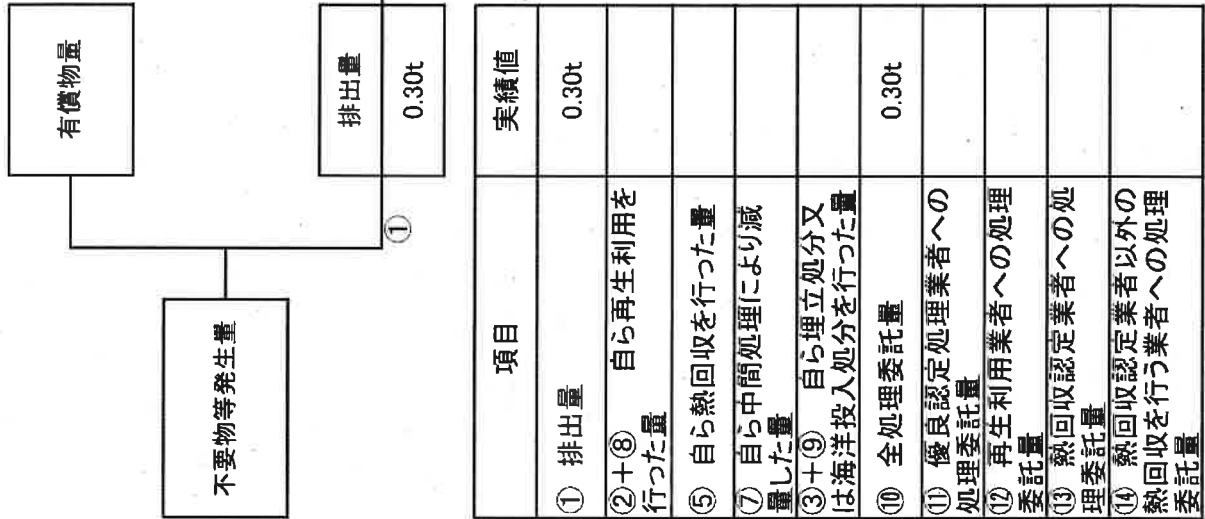 有償物量
不要物等発生量
①
排出量
0.30t
項目
実績値
① 排出量
0.30t
②+⑧ 自ら再生利用を
行った量
⑤ 自ら熱回収を行った量
⑦ 自ら中間処理により減
量した量
③+⑨ 自ら埋立処分又
は海洋投入処分を行った量
⑩ 全処理委託量
0.30t
⑪ 優良認定処理業者への
処理委託量
⑫ 再生利用業者への処理
委託量
⑬ 熱回収認定業者への処
理委託量
⑭ 熱回収認定業者以外の
熱回収を行う業者への処理
委託量